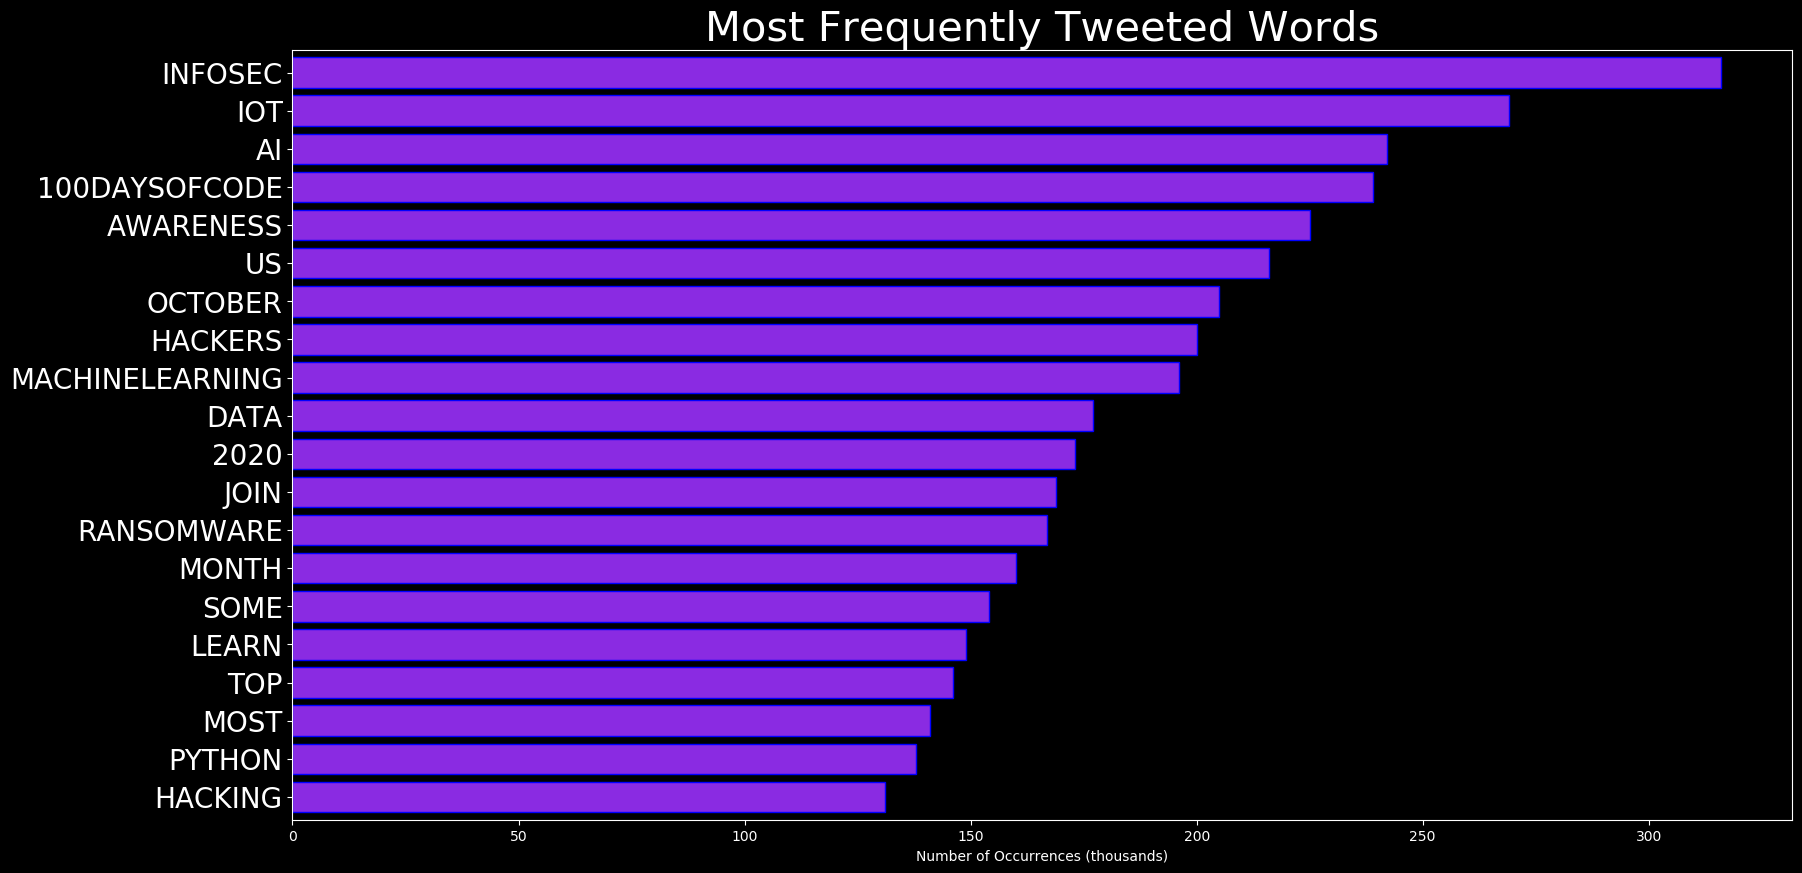 Most Frequently Tweeted Words
INFOSEC
IOT
AI
100DAYSOFCODE
AWARENESS
US
OCTOBER
HACKERS
MACHINELEARNING
DATA
2020
JOIN
RANSOMWARE
MONTH
SOME
LEARN
TOP
MOST
PYTHON
HACKING
0 50 100 150 200 250 300
Number of Occurrences (thousands)